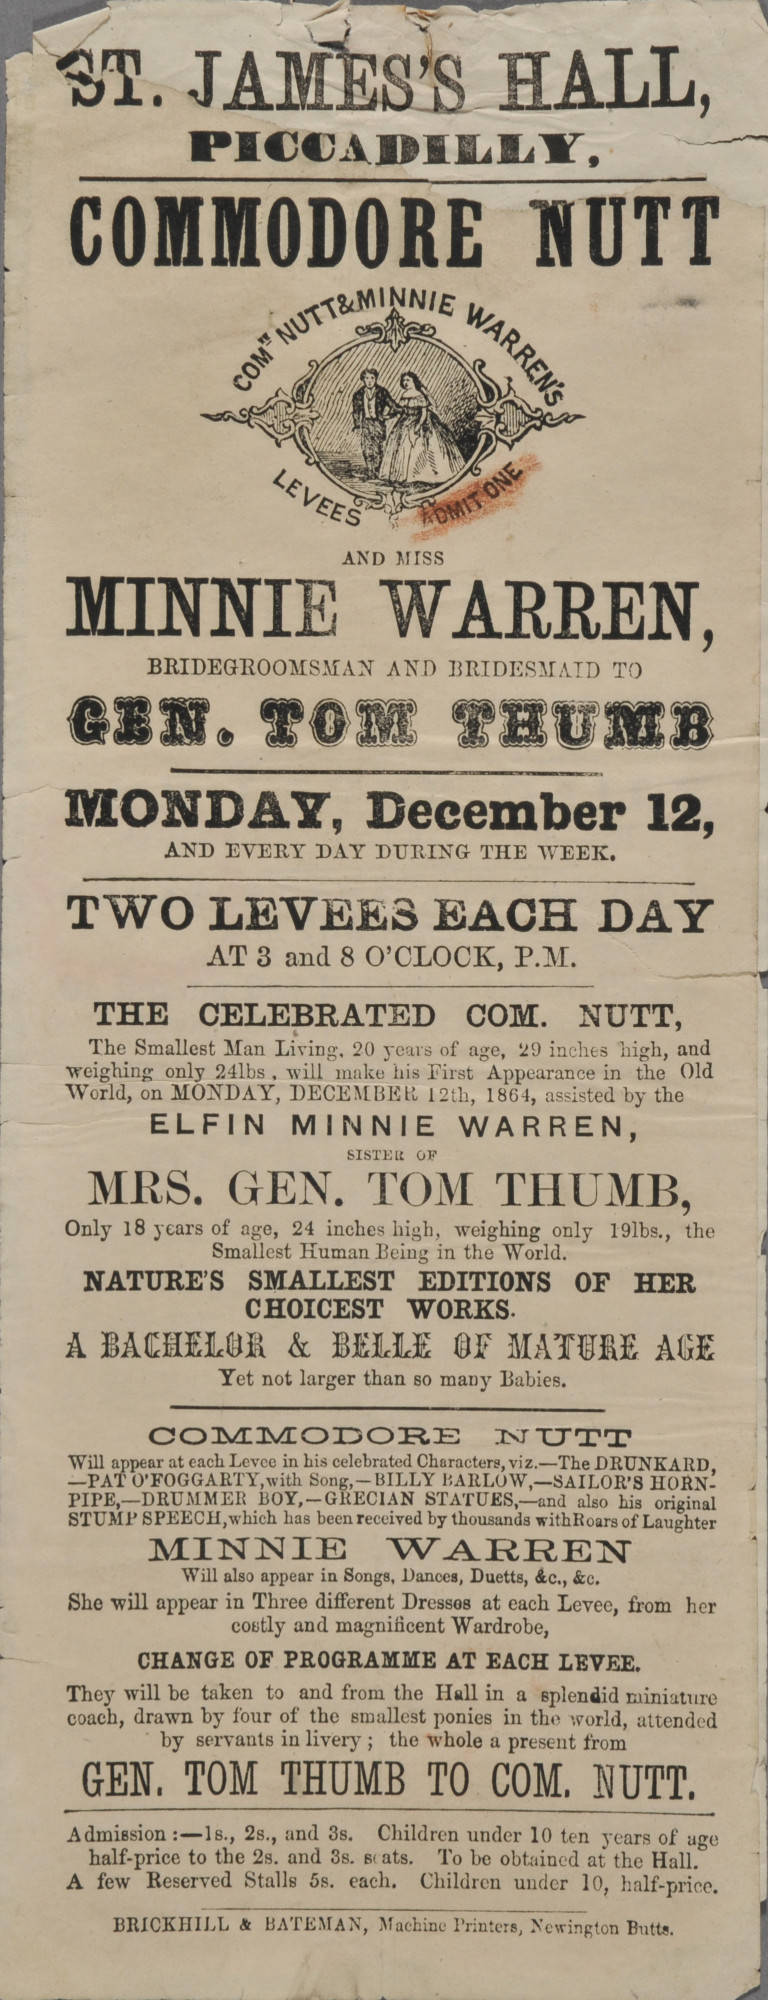 ST. JAMES'S HALL,
PICCADILLY,
COMMODORE NUTT
COMRE NUTT & MINNIE WARREN'S
LEVEES
ADMIT ONE
AND MISS
MINNIE WARREN,
BRIDEGROOMSMAN AND BRIDESMAID TO
GEN. TOM THUMB
MONDAY, December 12,
AND EVERY DAY DURING THE WEEK.
TWO LEVEES EACH DAY
AT 3 and 8 O'CLOCK, P.M.
THE CELEBRATED COM. NUTT,
The Smallest Man Living, 20 years of age, 29 inches high, and
weighing only 24lbs, will make his First Appearance in the Old
World, on MONDAY, DECEMBER 12th, 1864, assisted by the
ELFIN MINNIE WARREN,
SISTER OF
MRS. GEN. TOM THUMB,
Only 18 years of age, 24 inches high, weighing only 19lbs., the
Smallest Human Being in the World.
NATURE'S SMALLEST EDITIONS OF HER
CHOICEST WORKS.
A BACHELOR & BELLE OF MATURE AGE
Yet not larger than so many Babies.
COMMODORE NUTT
Will appear at each Levee in his celebrated Characters, viz.—The DRUNKARD,
—PAT O'FOGGARTY, with Song,—BILLY BARLOW,—SAILOR'S HORN-
PIPE,—DRUMMER BOY,—GRECIAN STATUES,—and also his original
STUMP SPEECH, which has been received by thousands with Roars of Laughter
MINNIE WARREN
Will also appear in Songs, Dances, Duetts, &c., &c.
She will appear in Three different Dresses at each Levee, from her
costly and magnificent Wardrobe,
CHANGE OF PROGRAMME AT EACH LEVEE.
They will be taken to and from the Hall in a splendid miniature
coach, drawn by four of the smallest ponies in the world, attended
by servants in livery; the whole a present from
GEN. TOM THUMB TO COM. NUTT.
Admission:—1s., 2s., and 3s. Children under 10 ten years of age
half-price to the 2s. and 3s. seats. To be obtained at the Hall.
A few Reserved Stalls 5s. each. Children under 10, half-price.
BRICKHILL & BATEMAN, Machine Printers, Newington Butts.